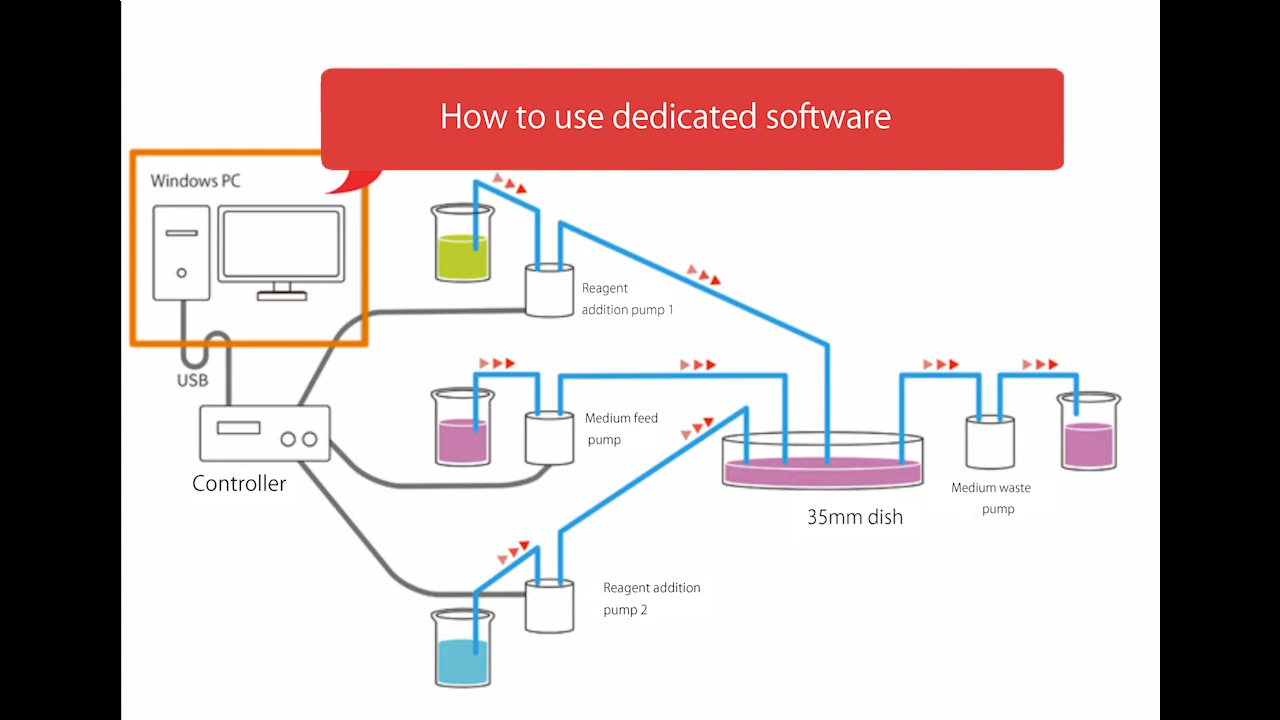 How to use dedicated software
Windows PC
USB
Controller
Reagent
addition pump 1
Medium feed
pump
Reagent addition
pump 2
35mm dish
Medium waste
pump